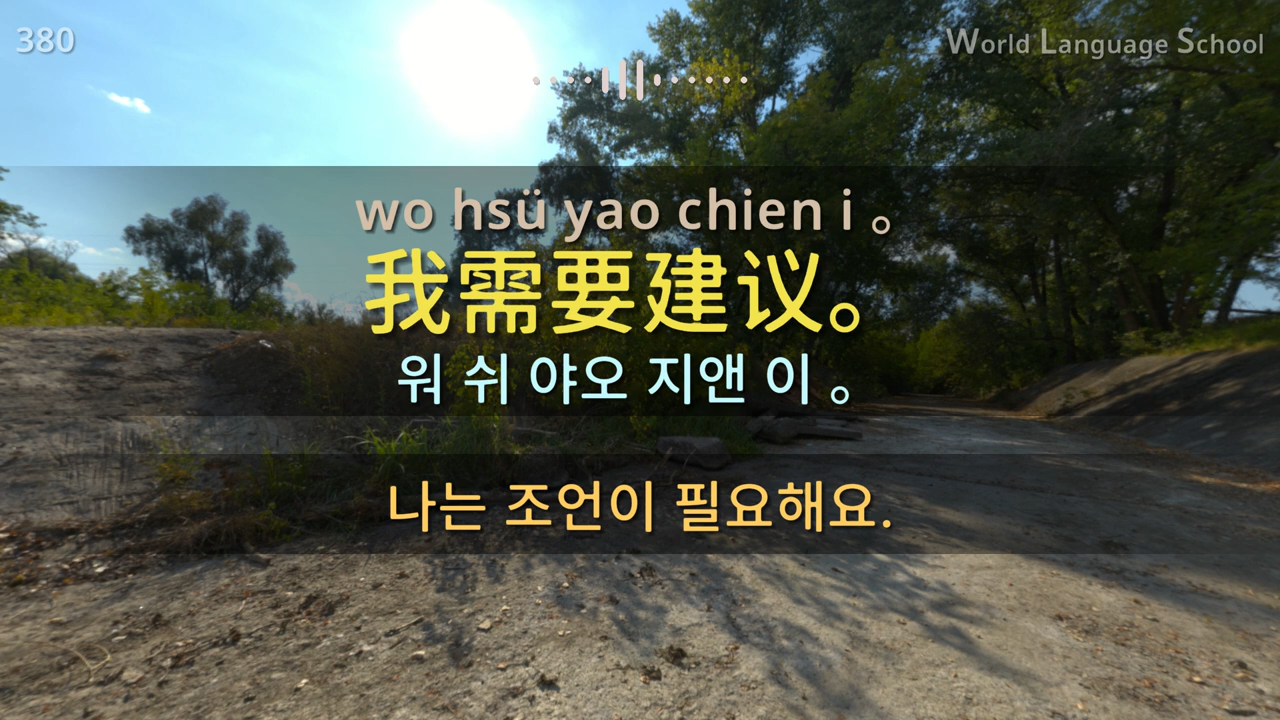 380
World Language School
wo hsü yao chien i 。
我需要建议。
워 쉬 야오 지앤 이 。
나는 조언이 필요해요.